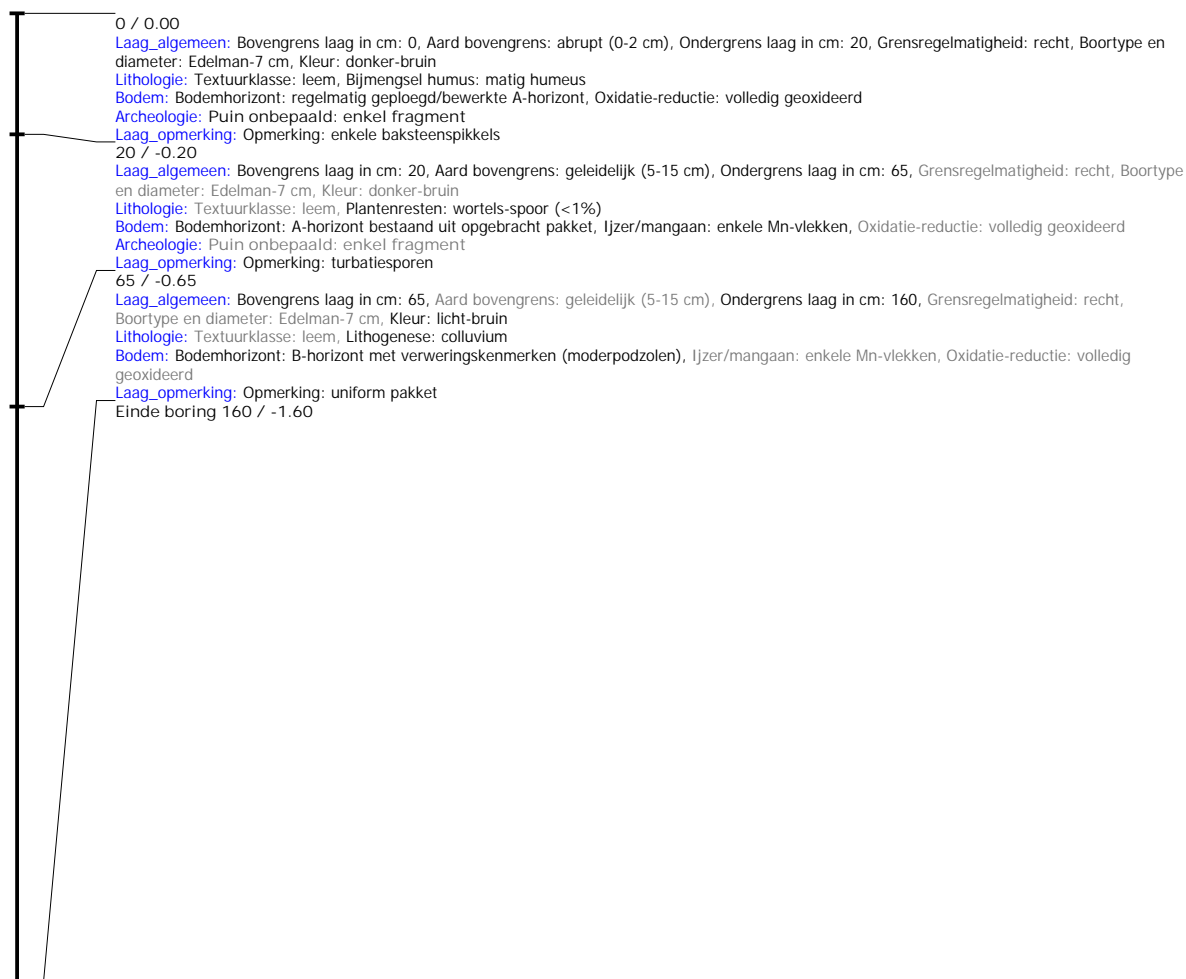 0 / 0.00
Laag_algemeen: Bovengrens laag in cm: 0, Aard bovengrens: abrupt (0-2 cm), Ondergrens laag in cm: 20, Grensregelmatigheid: recht, Boortype en
diameter: Edelman-7 cm, Kleur: donker-bruin
Lithologie: Textuurklasse: leem, Bijmengsel humus: matig humeus
Bodem: Bodemhorizont: regelmatig geploegd/bewerkte A-horizont, Oxidatie-reductie: volledig geoxideerd
Archeologie: Puin onbepaald: enkel fragment
Laag_opmerking: Opmerking: enkele baksteenspikkels
20 / -0.20
Laag_algemeen: Bovengrens laag in cm: 20, Aard bovengrens: geleidelijk (5-15 cm), Ondergrens laag in cm: 65, Grensregelmatigheid: recht, Boortype
en diameter: Edelman-7 cm, Kleur: donker-bruin
Lithologie: Textuurklasse: leem, Plantenresten: wortels-spoor (<1%)
Bodem: Bodemhorizont: A-horizont bestaand uit opgebracht pakket, Ijzer/mangaan: enkele Mn-vlekken, Oxidatie-reductie: volledig geoxideerd
Archeologie: Puin onbepaald: enkel fragment
Laag_opmerking: Opmerking: turbatiesporen
65 / -0.65
Laag_algemeen: Bovengrens laag in cm: 65, Aard bovengrens: geleidelijk (5-15 cm), Ondergrens laag in cm: 160, Grensregelmatigheid: recht,
Boortype en diameter: Edelman-7 cm, Kleur: licht-bruin
Lithologie: Textuurklasse: leem, Lithogenese: colluvium
Bodem: Bodemhorizont: B-horizont met verweringskenmerken (moderpodzolen), Ijzer/mangaan: enkele Mn-vlekken, Oxidatie-reductie: volledig
geoxideerd
Laag_opmerking: Opmerking: uniform pakket
Einde boring 160 / -1.60